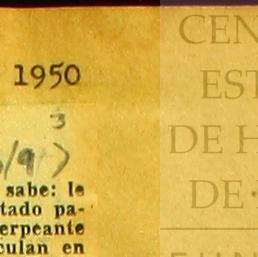 1950
3
sabe: le
tado pa-
erpeante
culan en
CEN
EST
DE H
DE